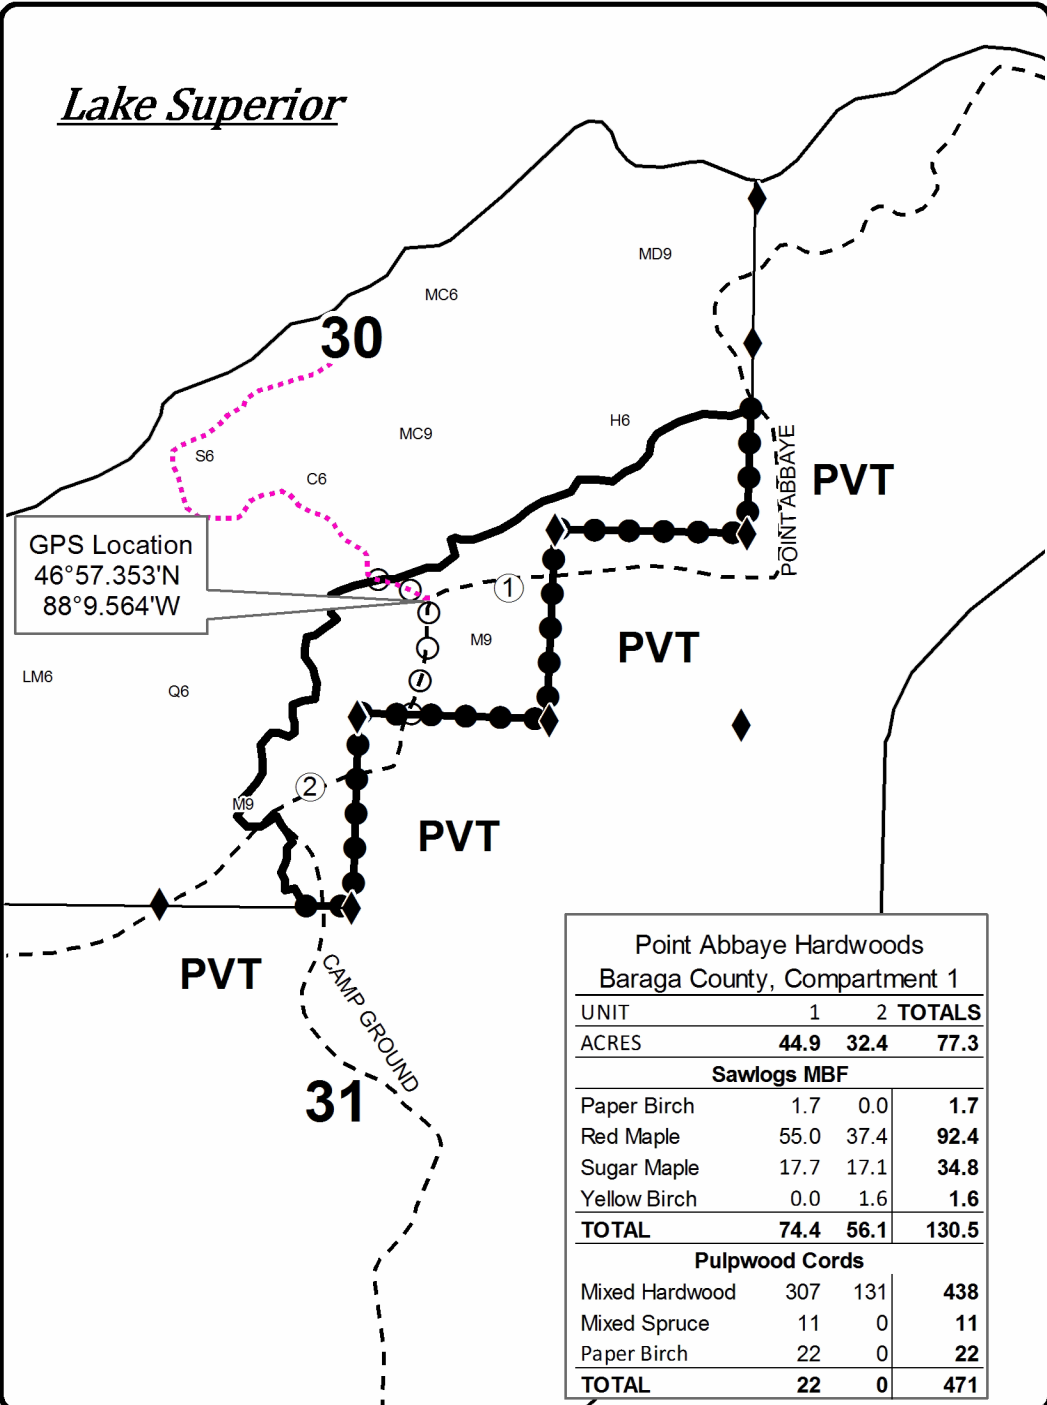 Lake Superior
MD9
MC6
30
H6
MC9
S6
C6
POINT ABBAYE
PVT
GPS Location
46°57.353'N
88°9.564'W
1
M9
PVT
LM6
Q6
2
M9
PVT
PVT
CAMP GROUND
31
Point Abbaye Hardwoods
Baraga County, Compartment 1
UNIT 1 2 TOTALS
ACRES 44.9 32.4 77.3
Sawlogs MBF
Paper Birch 1.7 0.0 1.7
Red Maple 55.0 37.4 92.4
Sugar Maple 17.7 17.1 34.8
Yellow Birch 0.0 1.6 1.6
TOTAL 74.4 56.1 130.5
Pulpwood Cords
Mixed Hardwood 307 131 438
Mixed Spruce 11 0 11
Paper Birch 22 0 22
TOTAL 22 0 471